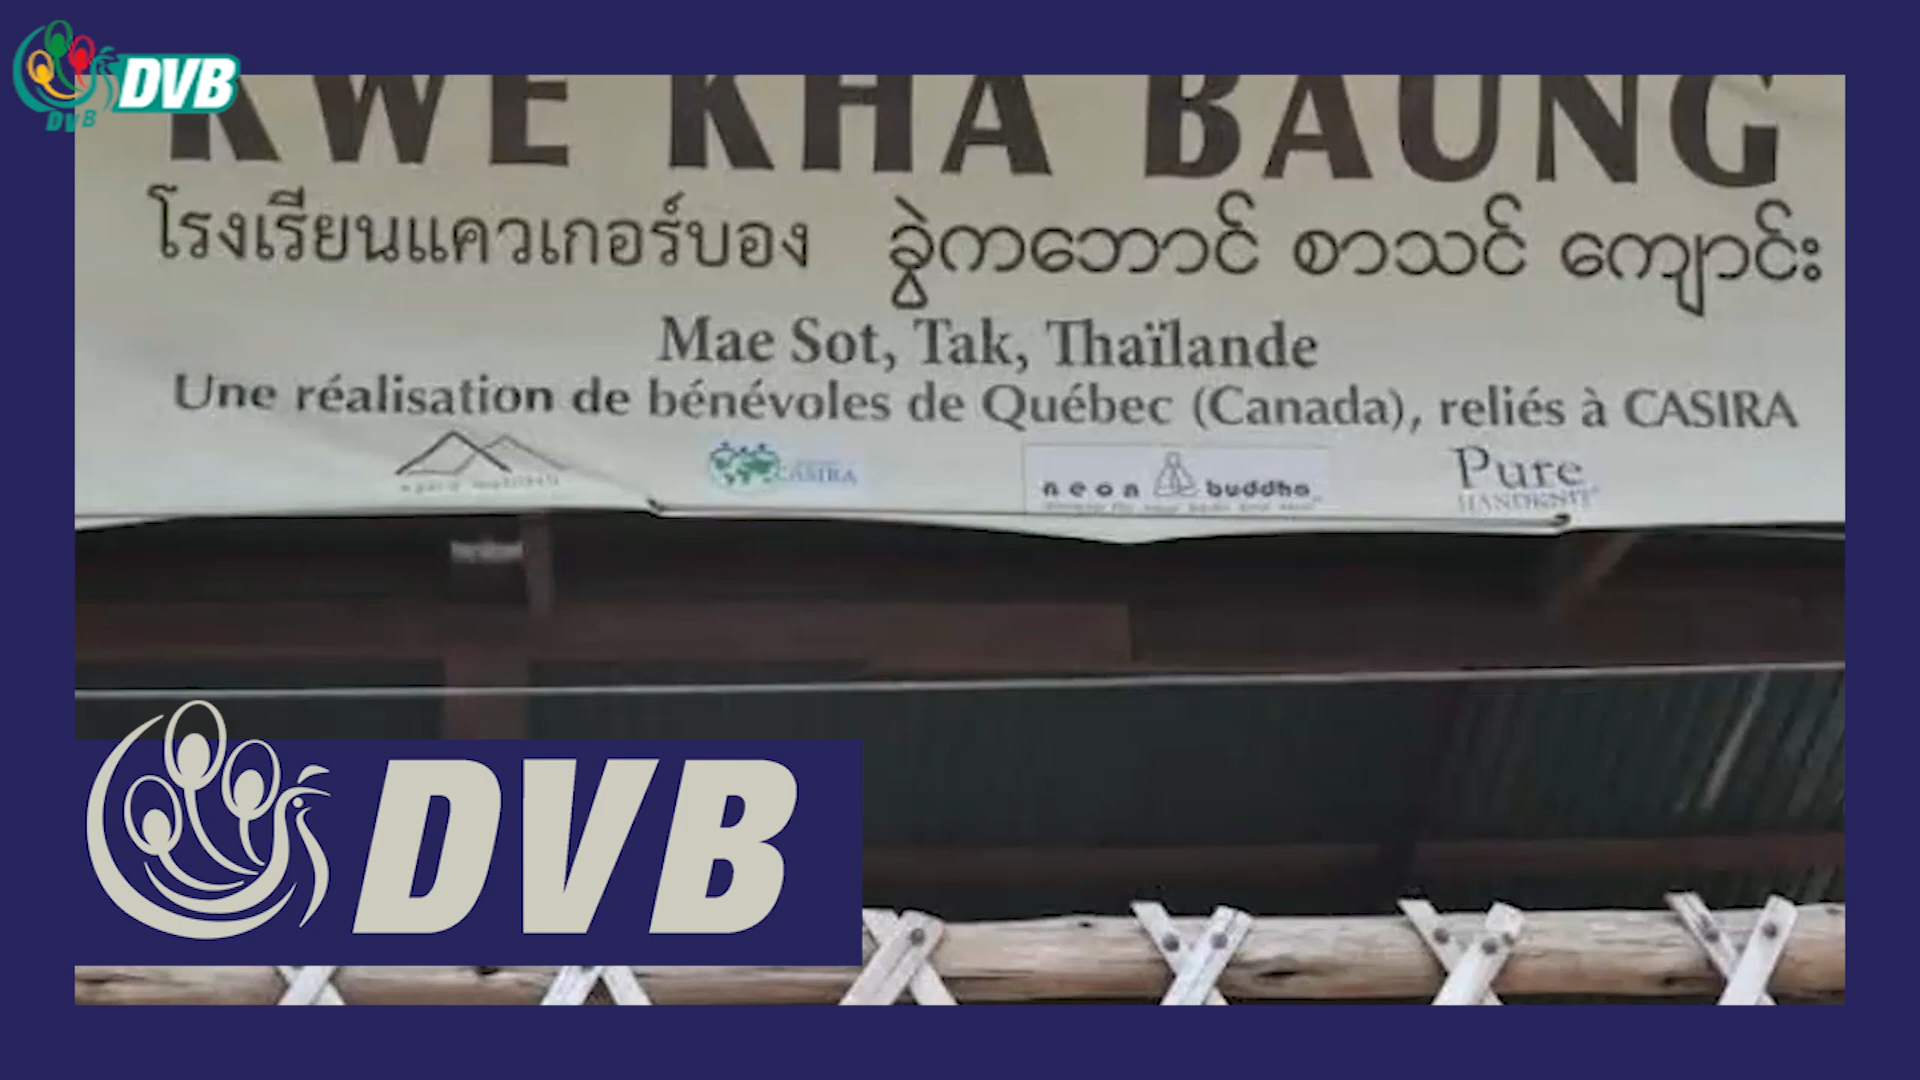 DVB
DVB
KWE KHA BAUNG
โรงเรียนแควเกอร์บอง ခွဲကဘောင် စာသင် ကျောင်း
Mae Sot, Tak, Thaïlande
Une réalisation de bénévoles de Québec (Canada), reliés à CASIRA
CASIRA
neon buddha
Pure
HANDKNIT
DVB